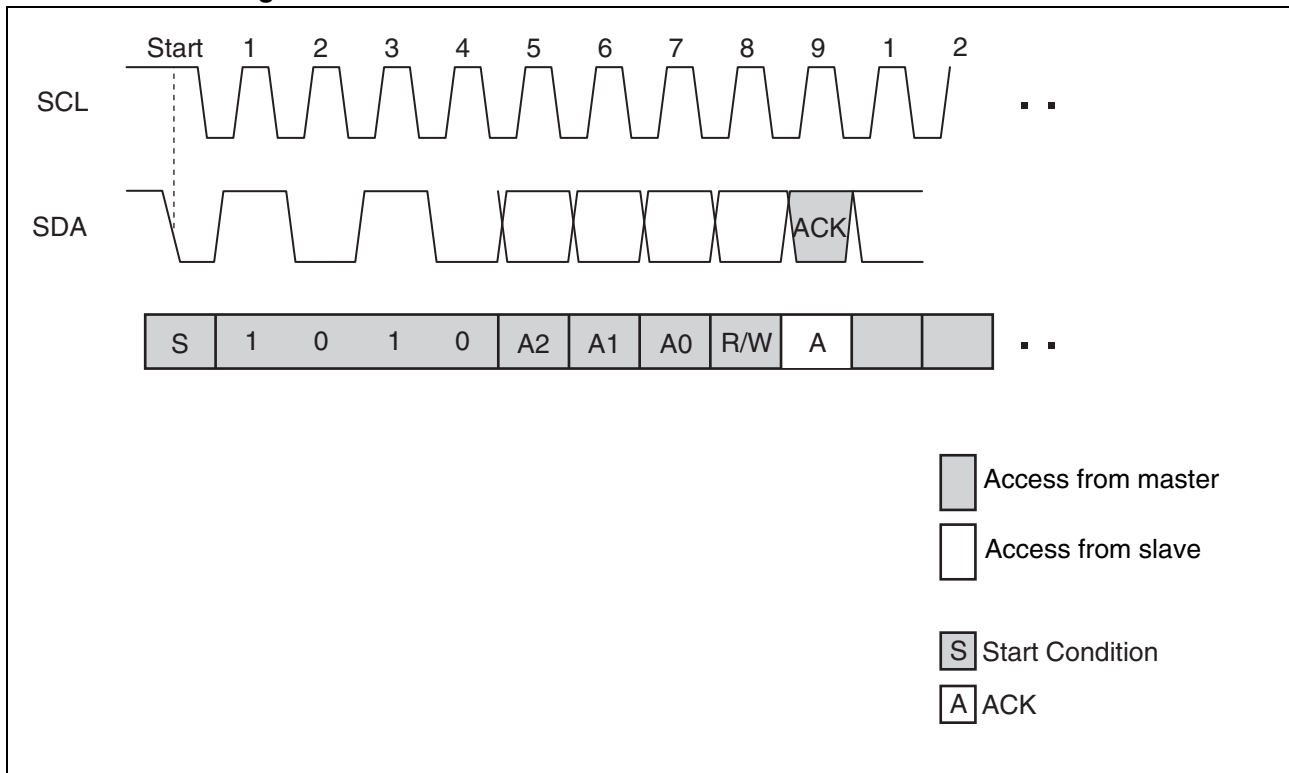 Start 1 2 3 4 5 6 7 8 9 1 2
SCL
. .
SDA
ACK
S 1 0 1 0 A2 A1 A0 R/W A
. .
Access from master
Access from slave
S Start Condition
A ACK